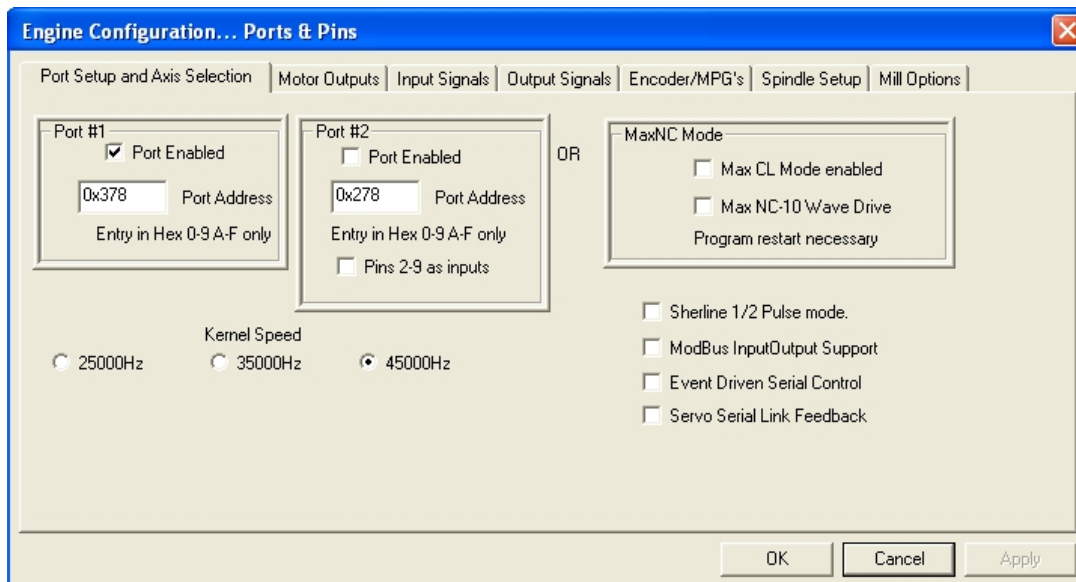 Engine Configuration... Ports & Pins
Port Setup and Axis Selection
Motor Outputs
Input Signals
Output Signals
Encoder/MPG's
Spindle Setup
Mill Options
Port #1
Port Enabled
0x378 Port Address
Entry in Hex 0-9 A-F only
Port #2
Port Enabled
0x278 Port Address
Entry in Hex 0-9 A-F only
Pins 2-9 as inputs
OR
MaxNC Mode
Max CL Mode enabled
Max NC-10 Wave Drive
Program restart necessary
Kernel Speed
25000Hz 35000Hz 45000Hz
Sherline 1/2 Pulse mode.
ModBus InputOutput Support
Event Driven Serial Control
Servo Serial Link Feedback
OK Cancel Apply